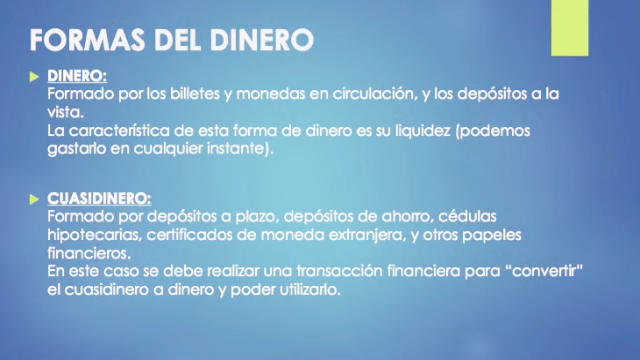 FORMAS DEL DINERO
DINERO:
Formado por los billetes y monedas en circulación, y los depósitos a la
vista.
La característica de esta forma de dinero es su liquidez (podemos
gastarlo en cualquier instante).
CUASIDINERO:
Formado por depósitos a plazo, depósitos de ahorro, cédulas
hipotecarias, certificados de moneda extranjera, y otros papeles
financieros.
En este caso se debe realizar una transacción financiera para “convertir”
el cuasidinero a dinero y poder utilizarlo.